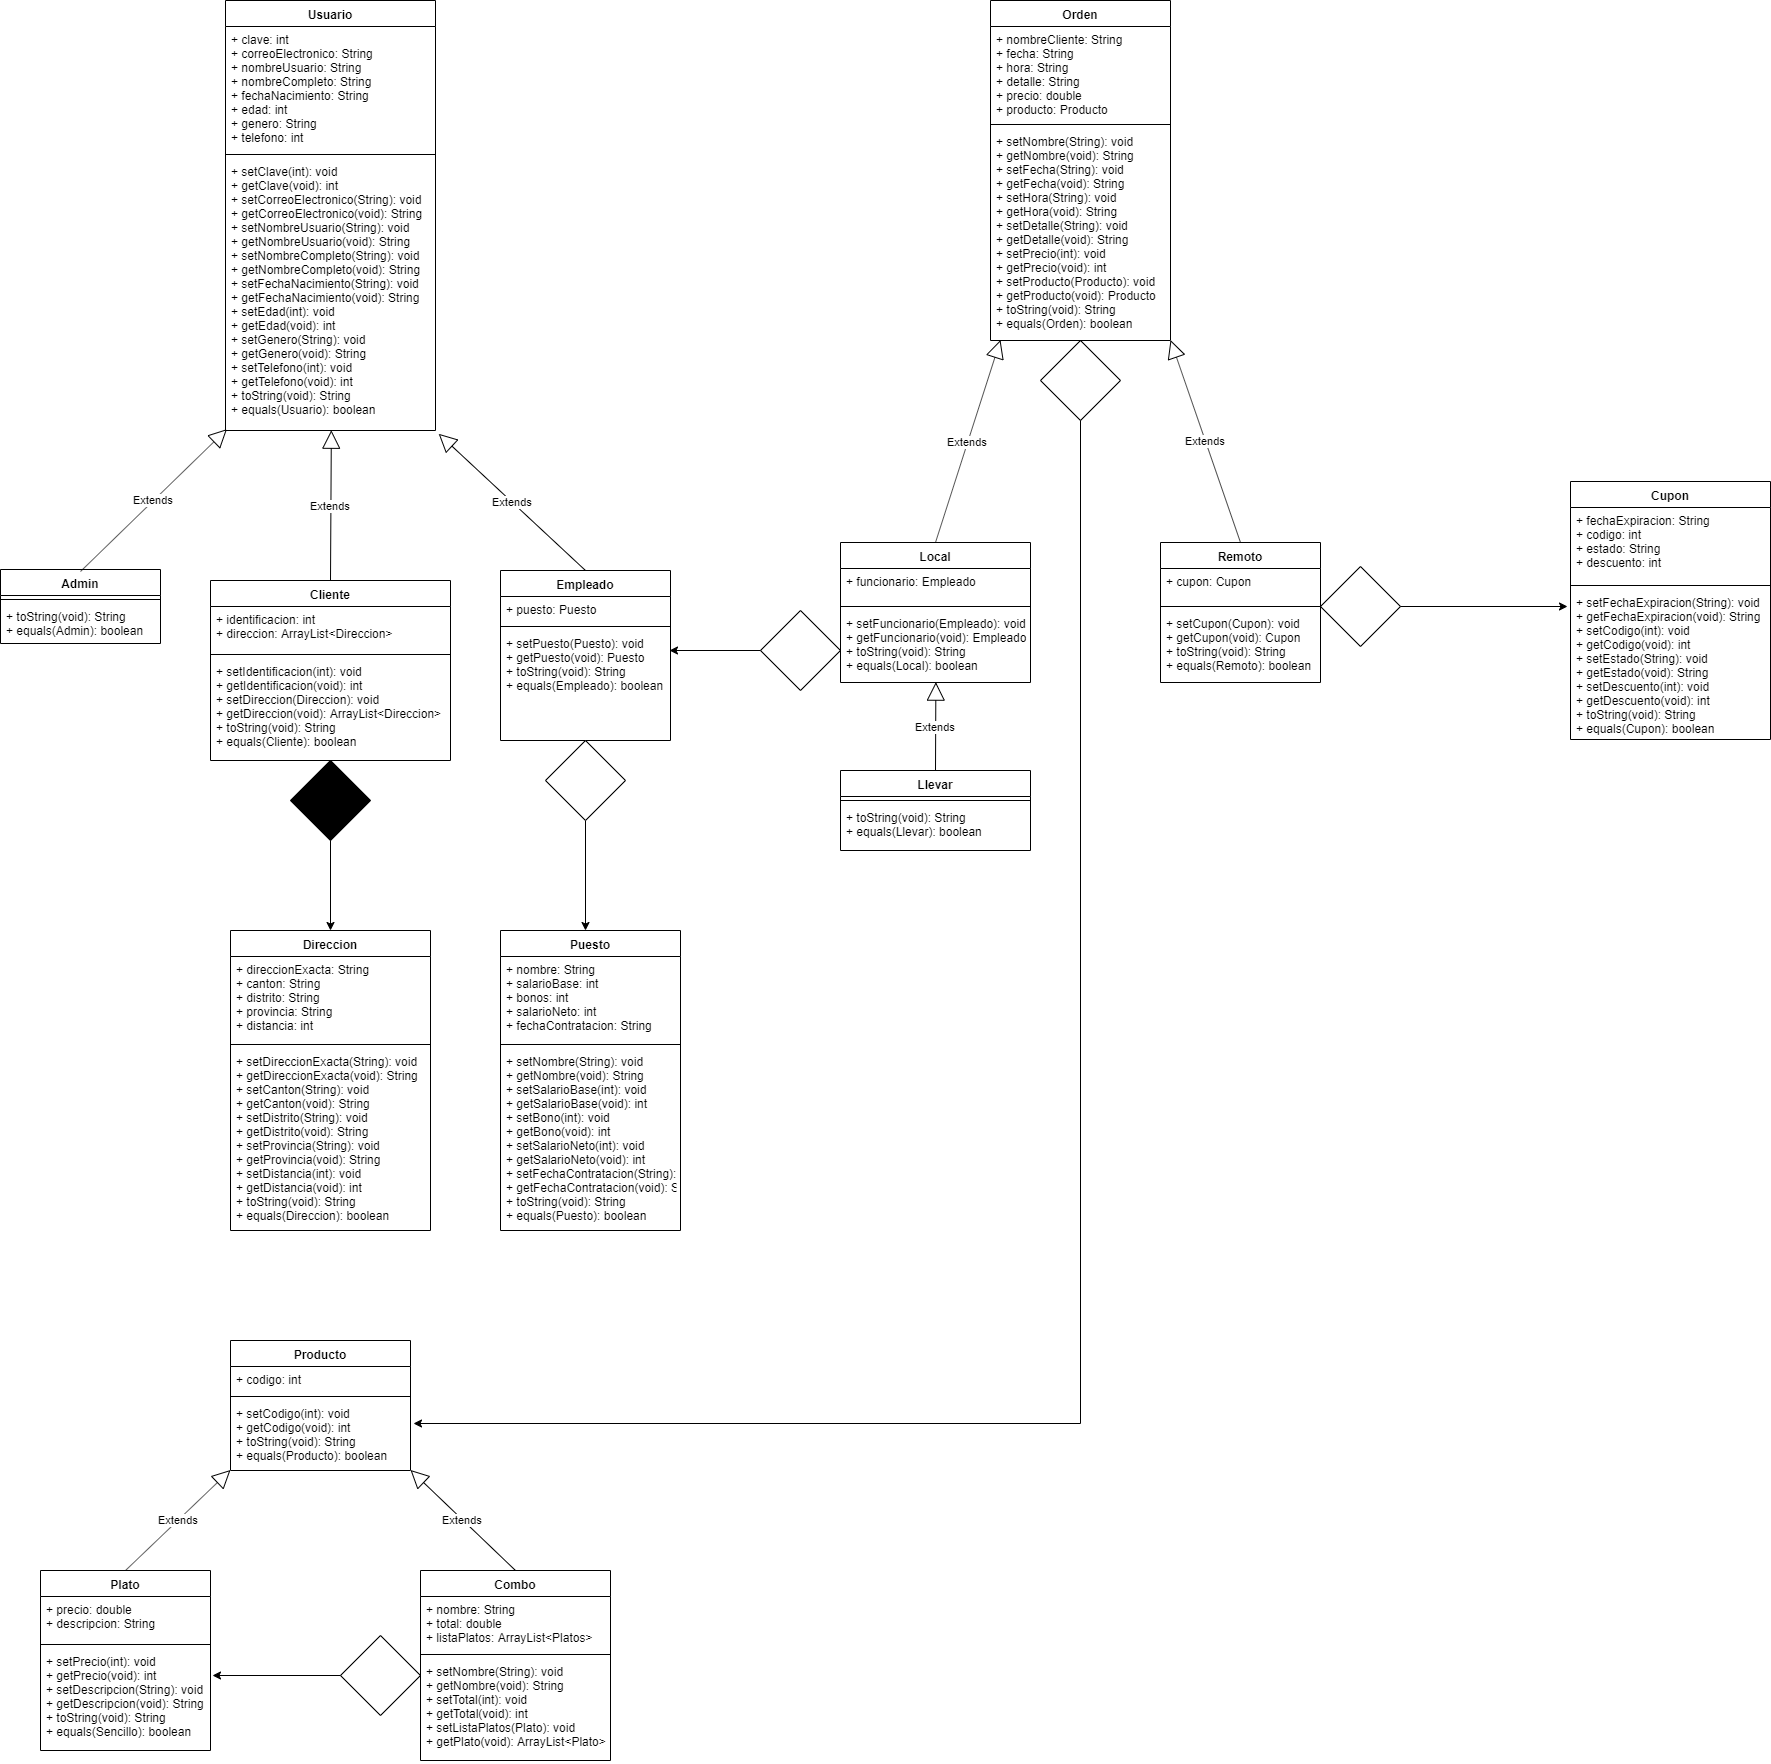 Usuario
+ clave: int
+ correoElectronico: String
+ nombreUsuario: String
+ nombreCompleto: String
+ fechaNacimiento: String
+ edad: int
+ genero: String
+ telefono: int
+ setClave(int): void
+ getClave(void): int
+ setCorreoElectronico(String): void
+ getCorreoElectronico(void): String
+ setNombreUsuario(String): void
+ getNombreUsuario(void): String
+ setNombreCompleto(String): void
+ getNombreCompleto(void): String
+ setFechaNacimiento(String): void
+ getFechaNacimiento(void): String
+ setEdad(int): void
+ getEdad(void): int
+ setGenero(String): void
+ getGenero(void): String
+ setTelefono(int): void
+ getTelefono(void): int
+ toString(void): String
+ equals(Usuario): boolean
Orden
+ nombreCliente: String
+ fecha: String
+ hora: String
+ detalle: String
+ precio: double
+ producto: Producto
+ setNombre(String): void
+ getNombre(void): String
+ setFecha(String): void
+ getFecha(void): String
+ setHora(String): void
+ getHora(void): String
+ setDetalle(String): void
+ getDetalle(void): String
+ setPrecio(int): void
+ getPrecio(void): int
+ setProducto(Producto): void
+ getProducto(void): Producto
+ toString(void): String
+ equals(Orden): boolean
Extends
Extends
Extends
Extends
Extends
Admin
+ toString(void): String
+ equals(Admin): boolean
Cliente
+ identificacion: int
+ direccion: ArrayList<Direccion>
+ setIdentificacion(int): void
+ getIdentificacion(void): int
+ setDireccion(Direccion): void
+ getDireccion(void): ArrayList<Direccion>
+ toString(void): String
+ equals(Cliente): boolean
Empleado
+ puesto: Puesto
+ setPuesto(Puesto): void
+ getPuesto(void): Puesto
+ toString(void): String
+ equals(Empleado): boolean
Local
+ funcionario: Empleado
+ setFuncionario(Empleado): void
+ getFuncionario(void): Empleado
+ toString(void): String
+ equals(Local): boolean
Remoto
+ cupon: Cupon
+ setCupon(Cupon): void
+ getCupon(void): Cupon
+ toString(void): String
+ equals(Remoto): boolean
Cupon
+ fechaExpiracion: String
+ codigo: int
+ estado: String
+ descuento: int
+ setFechaExpiracion(String): void
+ getFechaExpiracion(void): String
+ setCodigo(int): void
+ getCodigo(void): int
+ setEstado(String): void
+ getEstado(void): String
+ setDescuento(int): void
+ getDescuento(void): int
+ toString(void): String
+ equals(Cupon): boolean
Extends
Llevar
+ toString(void): String
+ equals(Llevar): boolean
Direccion
+ direccionExacta: String
+ canton: String
+ distrito: String
+ provincia: String
+ distancia: int
+ setDireccionExacta(String): void
+ getDireccionExacta(void): String
+ setCanton(String): void
+ getCanton(void): String
+ setDistrito(String): void
+ getDistrito(void): String
+ setProvincia(String): void
+ getProvincia(void): String
+ setDistancia(int): void
+ getDistancia(void): int
+ toString(void): String
+ equals(Direccion): boolean
Puesto
+ nombre: String
+ salarioBase: int
+ bonos: int
+ salarioNeto: int
+ fechaContratacion: String
+ setNombre(String): void
+ getNombre(void): String
+ setSalarioBase(int): void
+ getSalarioBase(void): int
+ setBono(int): void
+ getBono(void): int
+ setSalarioNeto(int): void
+ getSalarioNeto(void): int
+ setFechaContratacion(String):
+ getFechaContratacion(void):
+ toString(void): String
+ equals(Puesto): boolean
Producto
+ codigo: int
+ setCodigo(int): void
+ getCodigo(void): int
+ toString(void): String
+ equals(Producto): boolean
Extends
Extends
Plato
+ precio: double
+ descripcion: String
+ setPrecio(int): void
+ getPrecio(void): int
+ setDescripcion(String): void
+ getDescripcion(void): String
+ toString(void): String
+ equals(Sencillo): boolean
Combo
+ nombre: String
+ total: double
+ listaPlatos: ArrayList<Platos>
+ setNombre(String): void
+ getNombre(void): String
+ setTotal(int): void
+ getTotal(void): int
+ setListaPlatos(Plato): void
+ getPlato(void): ArrayList<Plato>